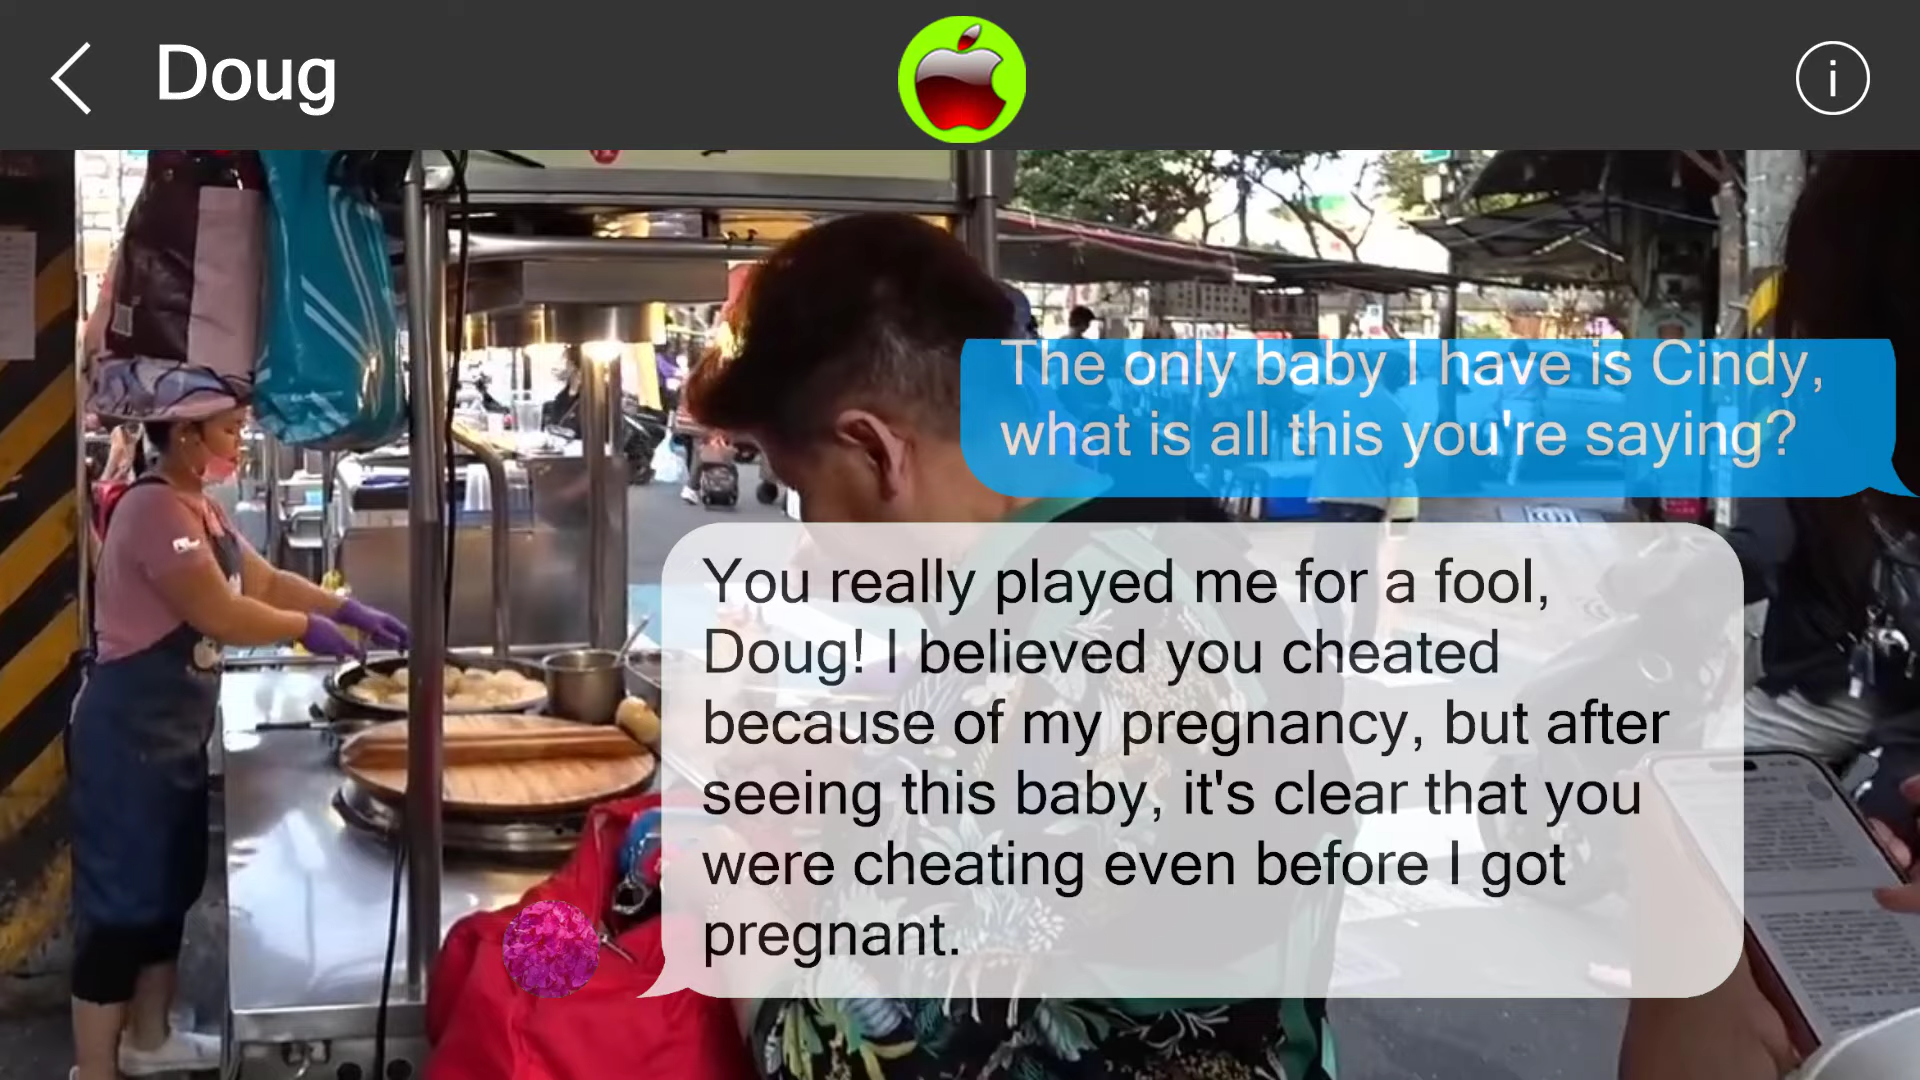 Doug
i
The only baby I have is Cindy,
what is all this you're saying?
You really played me for a fool,
Doug! I believed you cheated
because of my pregnancy, but after
seeing this baby, it's clear that you
were cheating even before I got
pregnant.